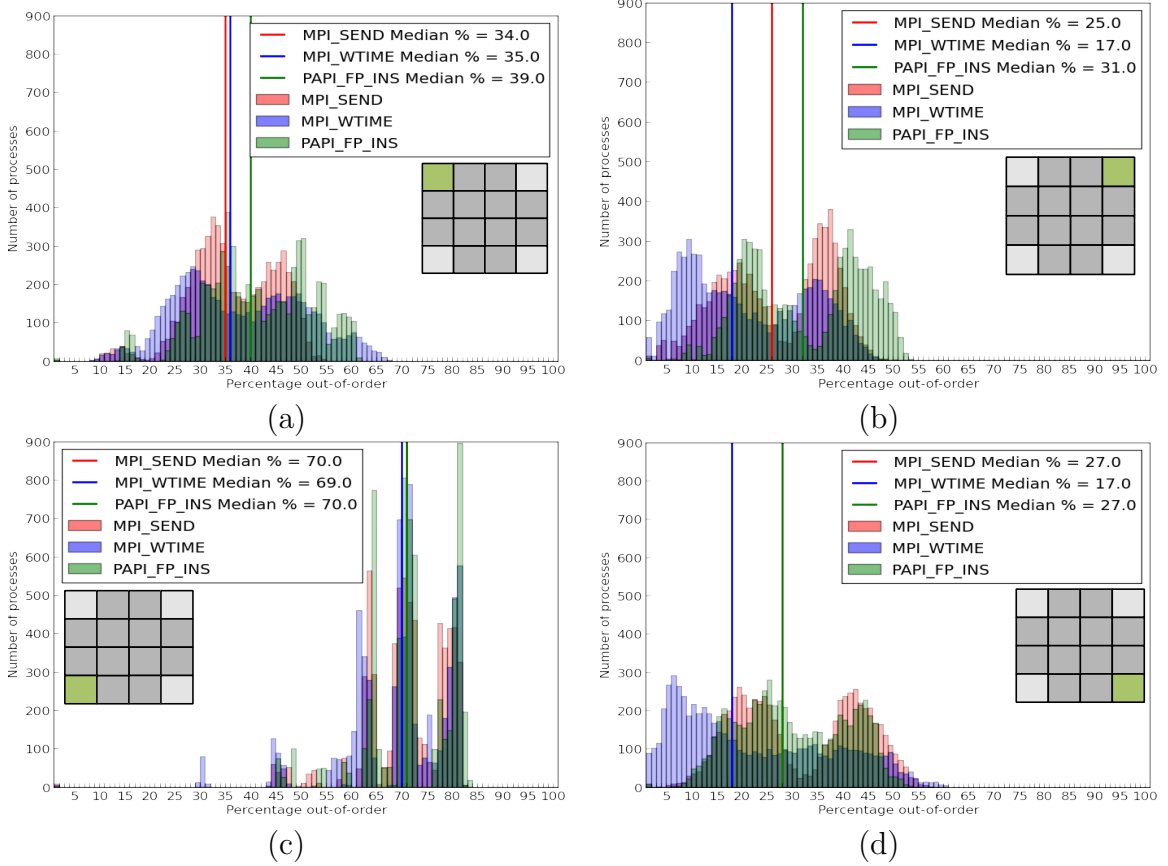 900
800
700
600
500
400
300
200
100
0
Number of processes
MPI_SEND Median % = 34.0
MPI_WTIME Median % = 35.0
PAPI_FP_INS Median % = 39.0
MPI_SEND
MPI_WTIME
PAPI_FP_INS
5 10 15 20 25 30 35 40 45 50 55 60 65 70 75 80 85 90 95 100
Percentage out-of-order
(a)
900
800
700
600
500
400
300
200
100
0
Number of processes
MPI_SEND Median % = 25.0
MPI_WTIME Median % = 17.0
PAPI_FP_INS Median % = 31.0
MPI_SEND
MPI_WTIME
PAPI_FP_INS
5 10 15 20 25 30 35 40 45 50 55 60 65 70 75 80 85 90 95 100
Percentage out-of-order
(b)
900
800
700
600
500
400
300
200
100
0
Number of processes
MPI_SEND Median % = 70.0
MPI_WTIME Median % = 69.0
PAPI_FP_INS Median % = 70.0
MPI_SEND
MPI_WTIME
PAPI_FP_INS
5 10 15 20 25 30 35 40 45 50 55 60 65 70 75 80 85 90 95 100
Percentage out-of-order
(c)
900
800
700
600
500
400
300
200
100
0
Number of processes
MPI_SEND Median % = 27.0
MPI_WTIME Median % = 17.0
PAPI_FP_INS Median % = 27.0
MPI_SEND
MPI_WTIME
PAPI_FP_INS
5 10 15 20 25 30 35 40 45 50 55 60 65 70 75 80 85 90 95 100
Percentage out-of-order
(d)